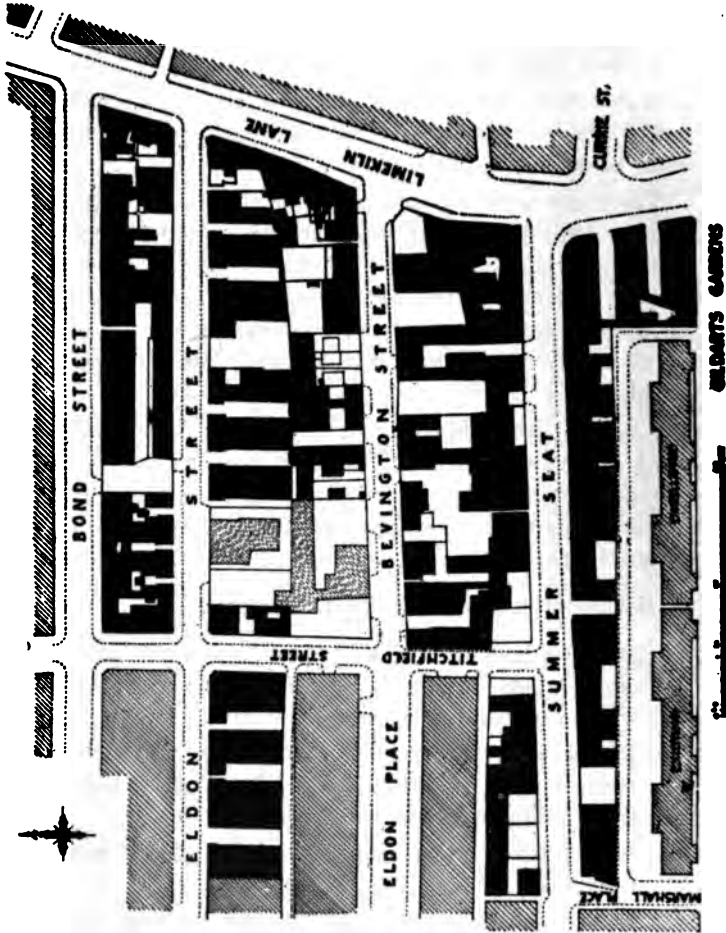 BOND STREET
LIMEKILN LANE
ELDON STREET
BEVINGTON STREET
CURRIE ST.
TITCHFIELD STREET
SUMMER SEAT
ELDON PLACE
MARSHALL PLACE
GILDARTS GARDENS